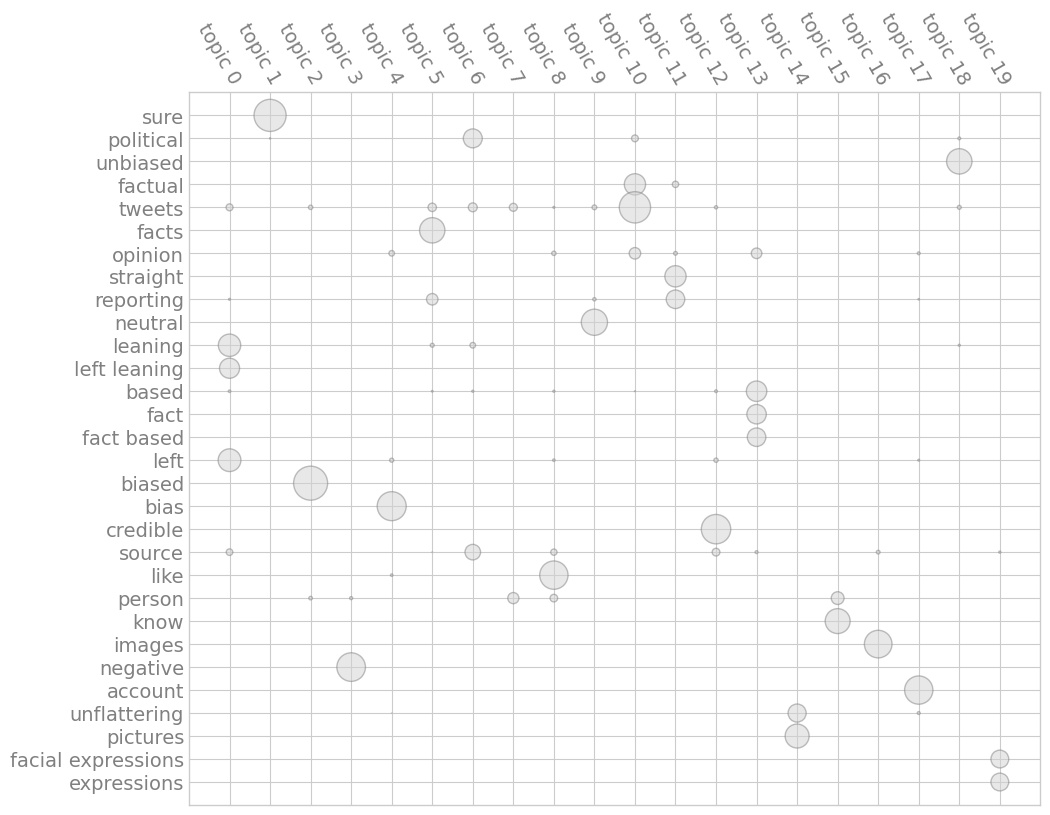 topic 0
topic 1
topic 2
topic 3
topic 4
topic 5
topic 6
topic 7
topic 8
topic 9
topic 10
topic 11
topic 12
topic 13
topic 14
topic 15
topic 16
topic 17
topic 18
topic 19
sure
political
unbiased
factual
tweets
facts
opinion
straight
reporting
neutral
leaning
left leaning
based
fact
fact based
left
biased
bias
credible
source
like
person
know
images
negative
account
unflattering
pictures
facial expressions
expressions